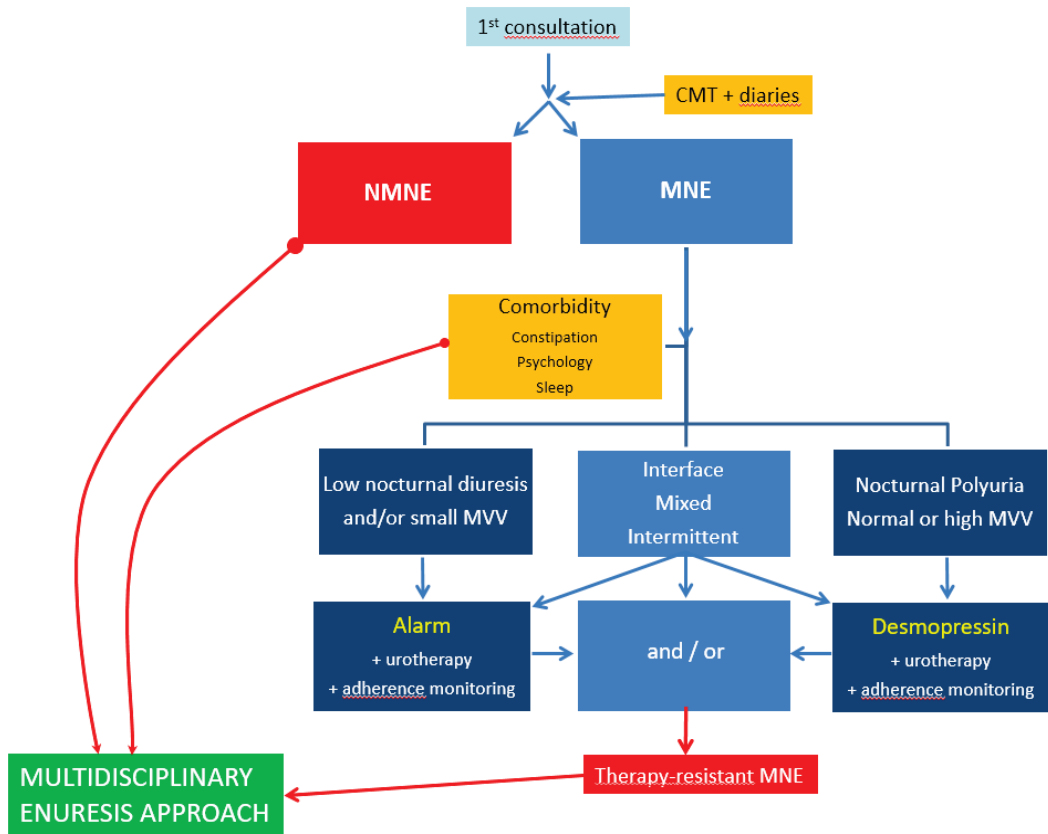 1st consultation
CMT + diaries
NMNE
MNE
Comorbidity
Constipation
Psychology
Sleep
Low nocturnal diuresis
and/or small MVV
Interface
Mixed
Intermittent
Nocturnal Polyuria
Normal or high MVV
Alarm
+ urotherapy
+ adherence monitoring
and / or
Desmopressin
+ urotherapy
+ adherence monitoring
Therapy-resistant MNE
MULTIDISCIPLINARY
ENURESIS APPROACH